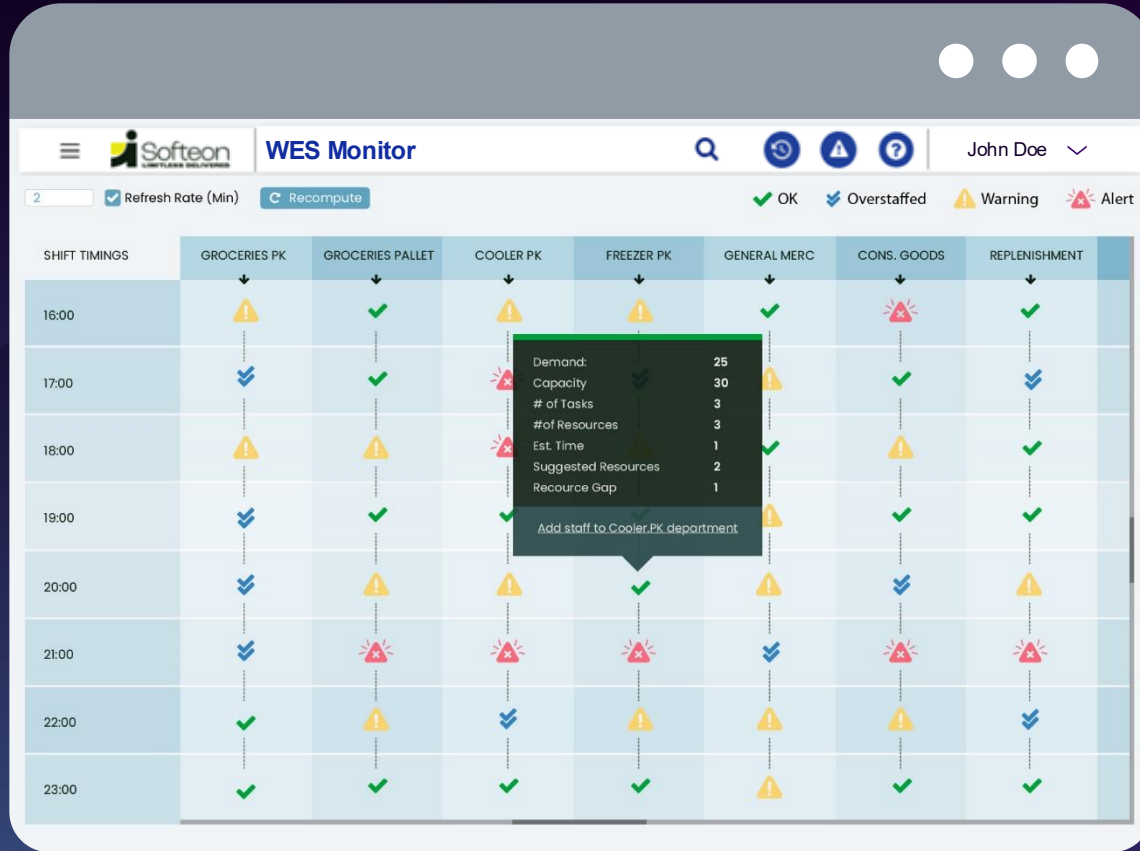 Softeon
LIMITLESS DELIVERED
WES Monitor
John Doe
2
Refresh Rate (Min)
Recompute
OK
Overstaffed
Warning
Alert
SHIFT TIMINGS
GROCERIES PK
GROCERIES PALLET
COOLER PK
FREEZER PK
GENERAL MERC
CONS. GOODS
REPLENISHMENT
16:00
17:00
18:00
19:00
20:00
21:00
22:00
23:00
Demand: 25
Capacity 30
# of Tasks 3
#of Resources 3
Est. Time 1
Suggested Resources 2
Recource Gap 1
Add staff to Cooler.PK department